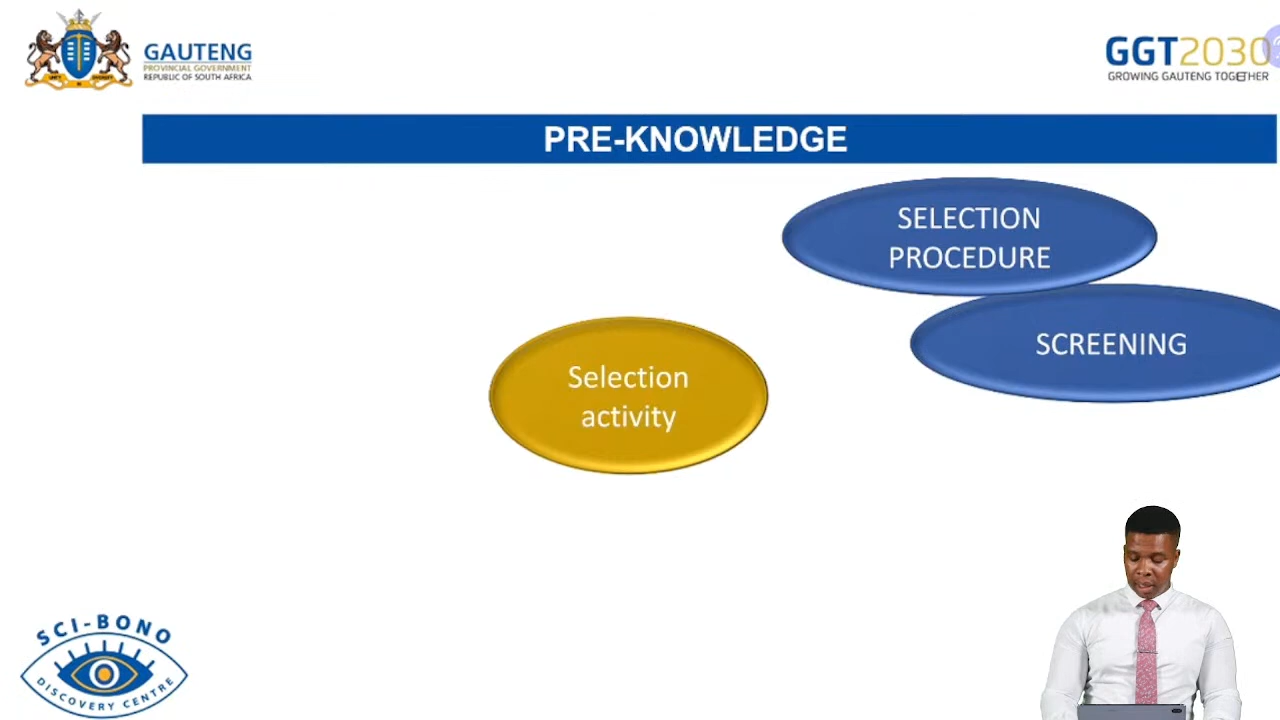 GAUTENG
PROVINCIAL GOVERNMENT
REPUBLIC OF SOUTH AFRICA
GGT2030
GROWING GAUTENG TOGETHER
PRE-KNOWLEDGE
SELECTION
PROCEDURE
SCREENING
Selection
activity
SCI-BONO
DISCOVERY CENTRE